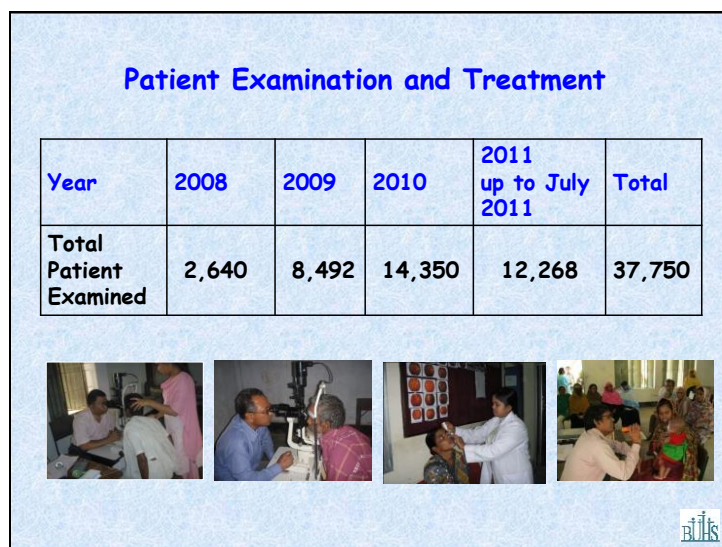 Patient Examination and Treatment
Year 2008 2009 2010 2011 up to July 2011 Total
Total Patient Examined 2,640 8,492 14,350 12,268 37,750
BUHS